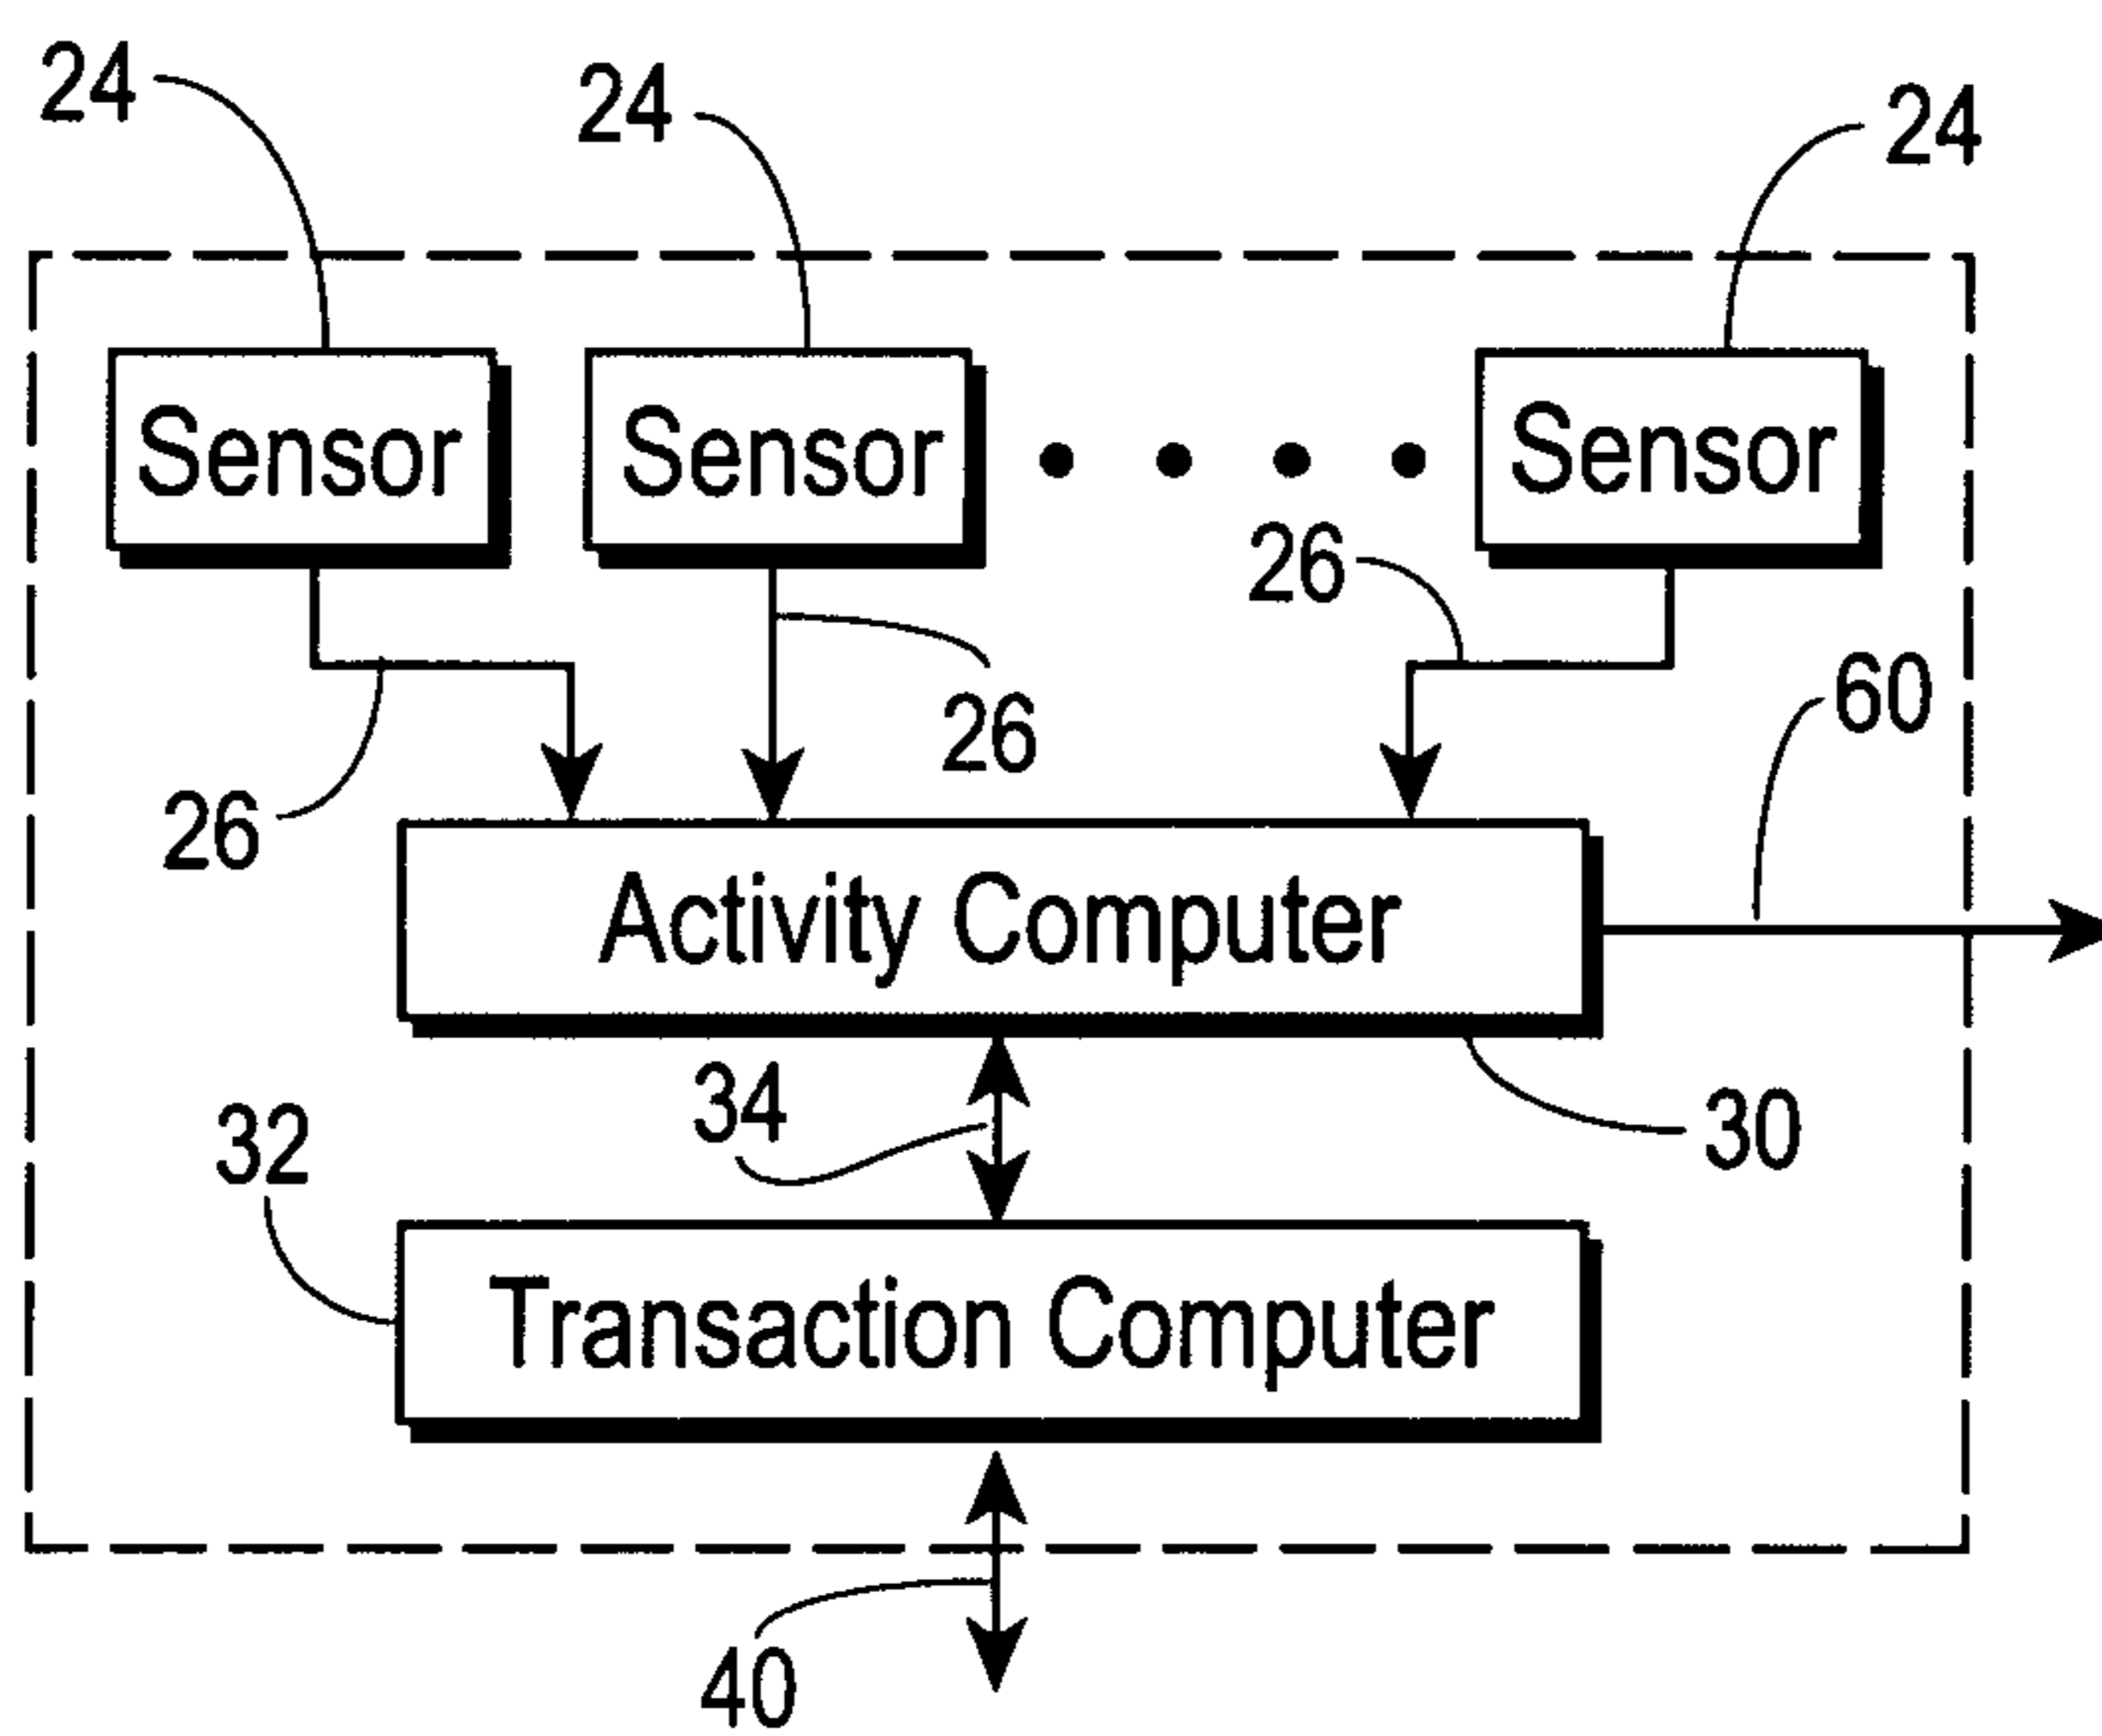 24
24
24
Sensor
Sensor
Sensor
26
26
26
60
Activity Computer
34
30
32
Transaction Computer
40